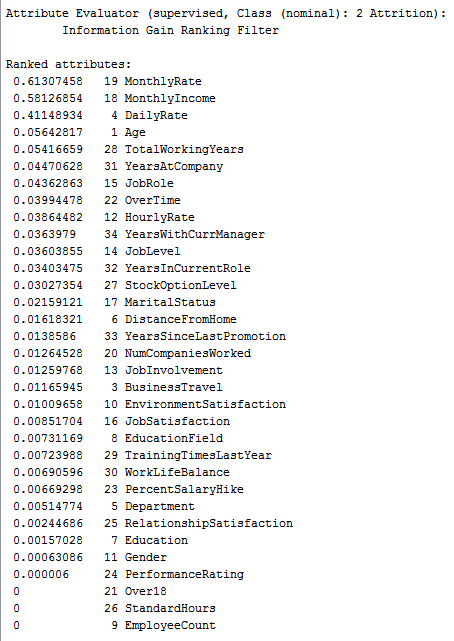 Attribute Evaluator (supervised, Class (nominal): 2 Attrition):
Information Gain Ranking Filter
Ranked attributes:
0.61307458 19 MonthlyRate
0.58126854 18 MonthlyIncome
0.41148934 4 DailyRate
0.05642817 1 Age
0.05416659 28 TotalWorkingYears
0.04470628 31 YearsAtCompany
0.04362863 15 JobRole
0.03994478 22 OverTime
0.03864482 12 HourlyRate
0.0363979 34 YearsWithCurrManager
0.03603855 14 JobLevel
0.03403475 32 YearsInCurrentRole
0.03027354 27 StockOptionLevel
0.02159121 17 MaritalStatus
0.01618321 6 DistanceFromHome
0.0138586 33 YearsSinceLastPromotion
0.01264528 20 NumCompaniesWorked
0.01259768 13 JobInvolvement
0.01165945 3 BusinessTravel
0.01009658 10 EnvironmentSatisfaction
0.00851704 16 JobSatisfaction
0.00731169 8 EducationField
0.00723988 29 TrainingTimesLastYear
0.00690596 30 WorkLifeBalance
0.00669298 23 PercentSalaryHike
0.00514774 5 Department
0.00244686 25 RelationshipSatisfaction
0.00157028 7 Education
0.00063086 11 Gender
0.000006 24 PerformanceRating
0 21 Over18
0 26 StandardHours
0 9 EmployeeCount